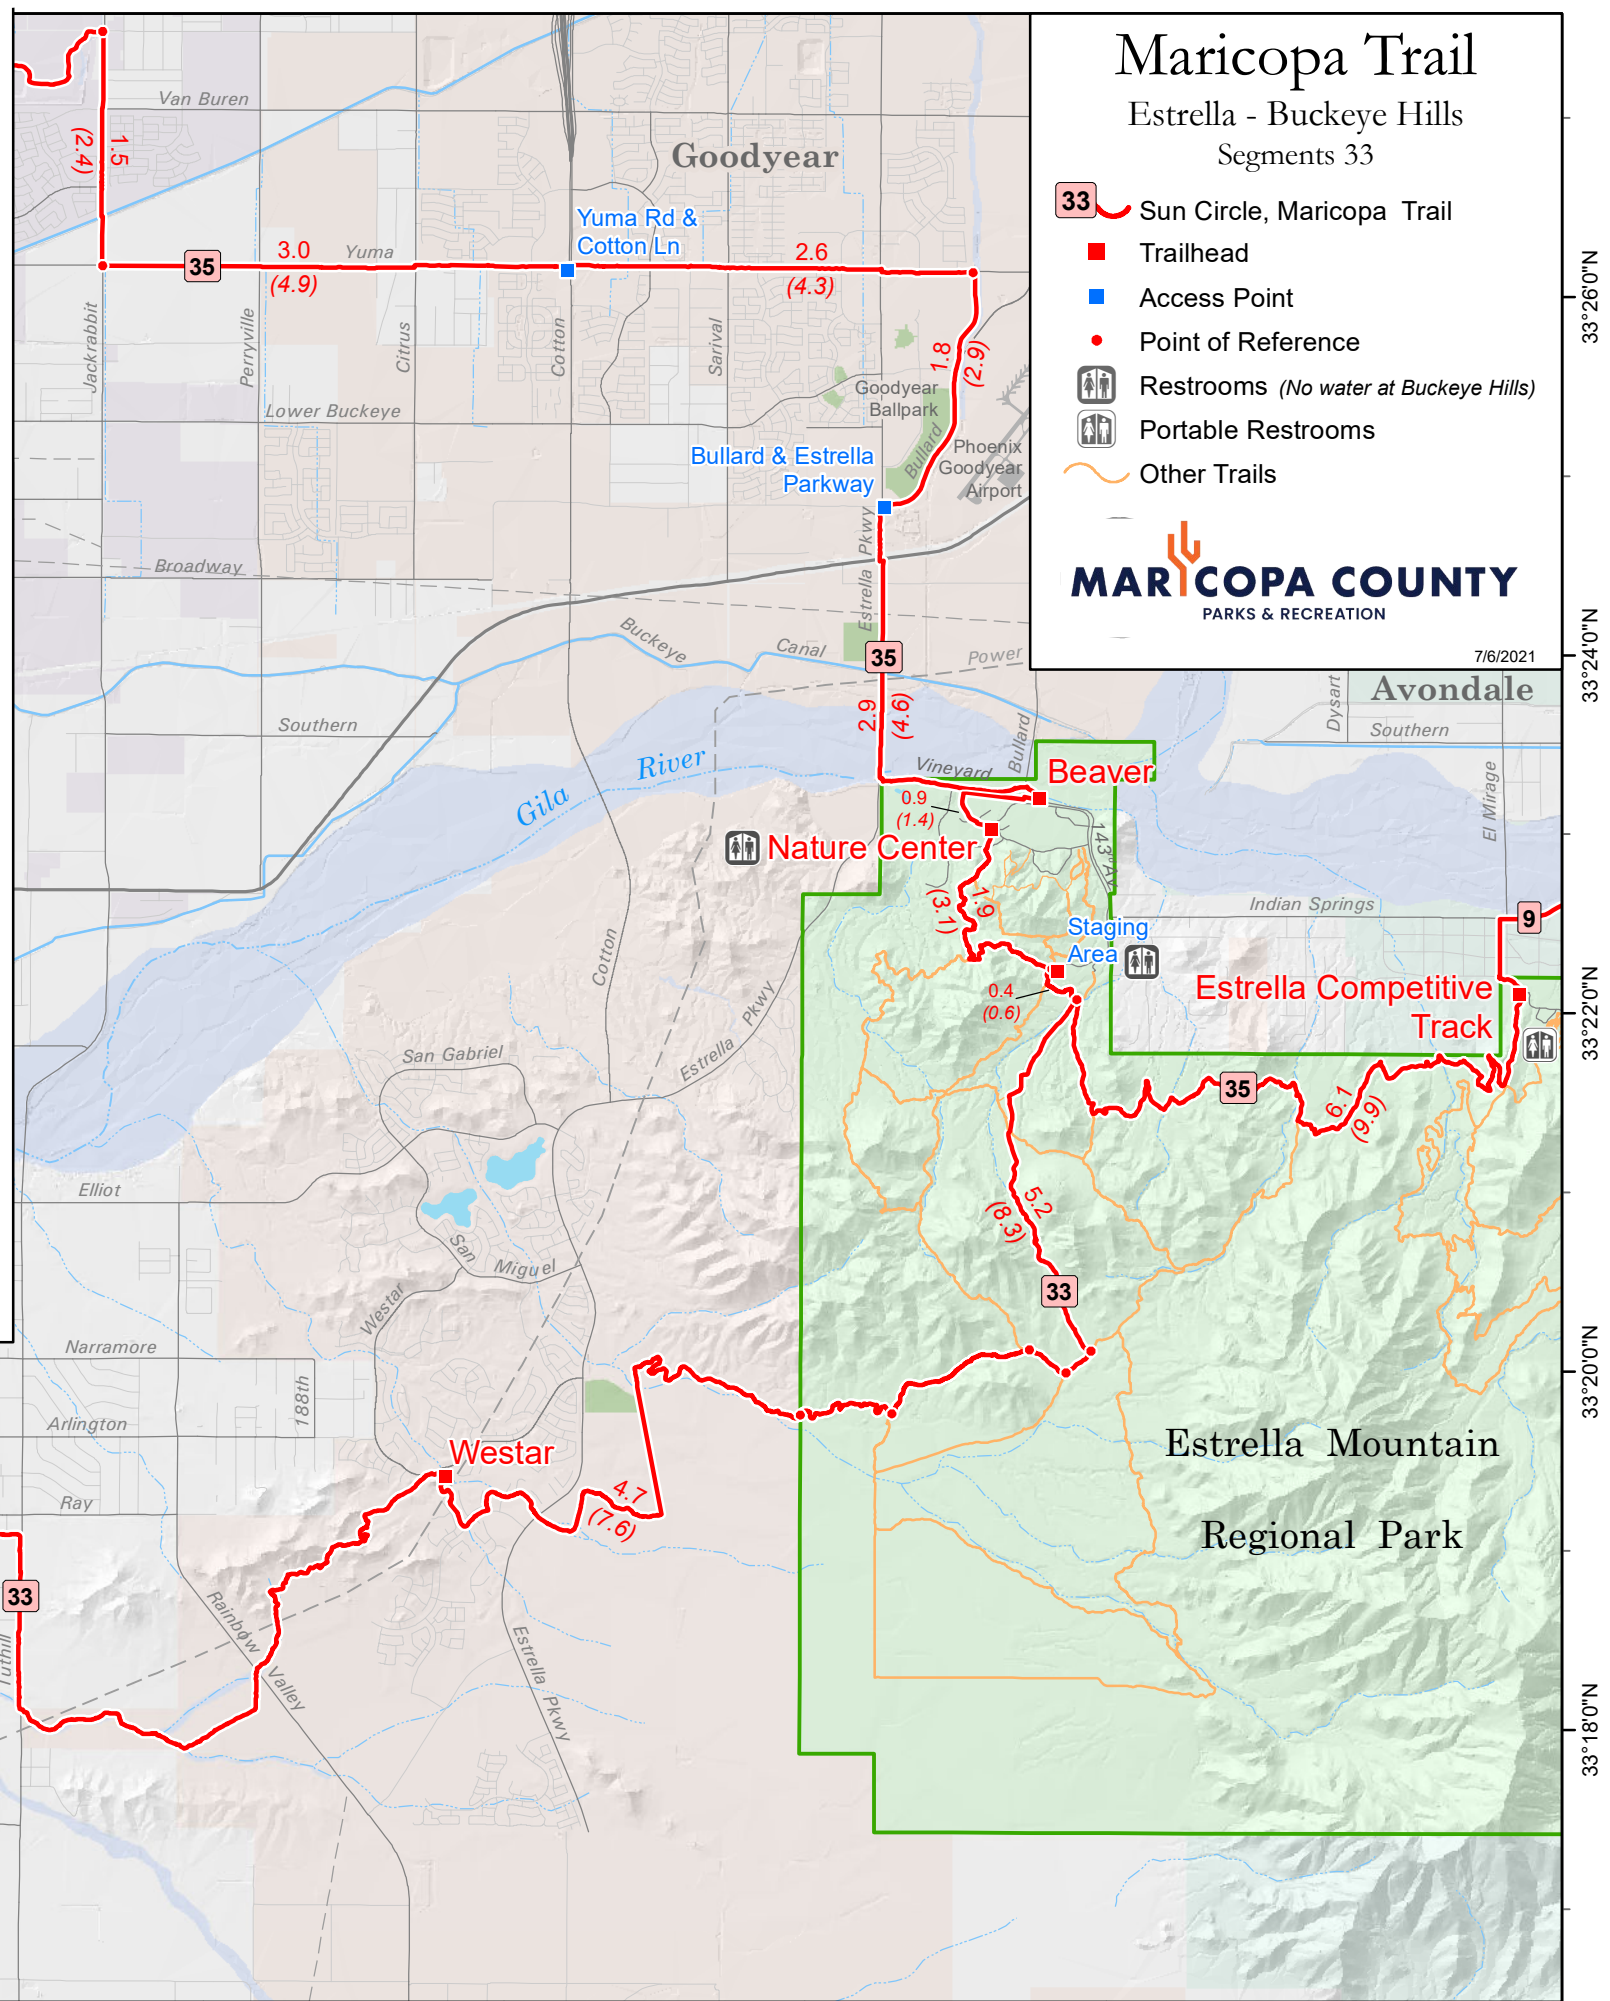 Maricopa Trail
Estrella - Buckeye Hills
Segments 33
33
Sun Circle, Maricopa Trail
Trailhead
Access Point
Point of Reference
Restrooms (No water at Buckeye Hills)
Portable Restrooms
Other Trails
MARICOPA COUNTY
PARKS & RECREATION
7/6/2021
33°26'0"N
33°24'0"N
33°22'0"N
33°20'0"N
33°18'0"N
Van Buren
1.5
(2.4)
Goodyear
Yuma Rd &
Cotton Ln
35
3.0
(4.9)
Yuma
2.6
(4.3)
Jackrabbit
Perryville
Citrus
Cotton
Sarival
1.8
(2.9)
Goodyear
Ballpark
Lower Buckeye
Bullard
Phoenix
Goodyear
Airport
Bullard & Estrella
Parkway
Estrella Pkwy
Broadway
Buckeye
Canal
35
Power
Avondale
Southern
2.9
(4.6)
Bullard
Dysart
Southern
Gila
River
Vineyard
Beaver
El Mirage
0.9
(1.4)
143rd Av
Nature Center
1.9
(3.1)
Indian Springs
9
Staging
Area
Cotton
0.4
(0.6)
Estrella Competitive
Track
Estrella
Pkwy
San Gabriel
35
6.1
(9.9)
Elliot
5.2
(8.3)
San
Miguel
Westar
33
Narramore
188th
Arlington
Westar
Estrella Mountain
Regional Park
Ray
4.7
(7.6)
33
Tuthill
Rainbow
Valley
Estrella Pkwy